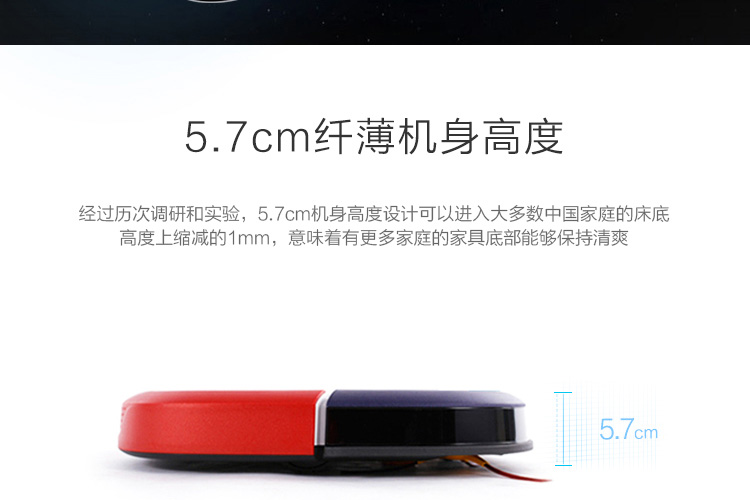 5.7cm纤薄机身高度
经过历次调研和实验，5.7cm机身高度设计可以进入大多数中国家庭的床底
高度上缩减的1mm，意味着有更多家庭的家具底部能够保持清爽
5.7cm